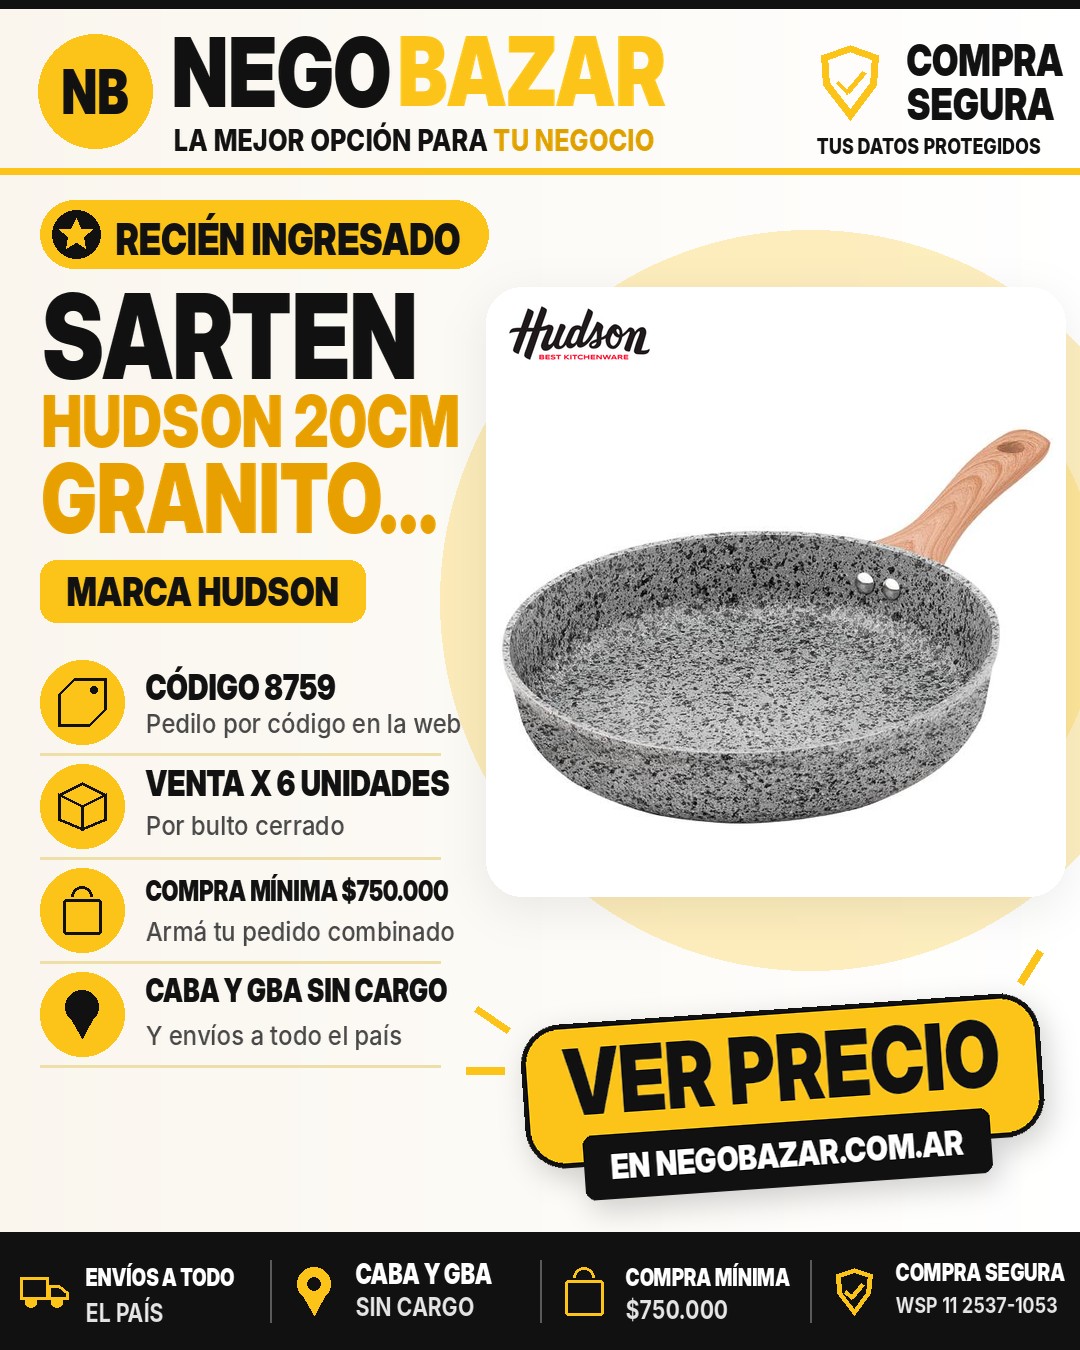 NB
NEGOBAZAR
LA MEJOR OPCIÓN PARA TU NEGOCIO
COMPRA
SEGURA
TUS DATOS PROTEGIDOS
RECIÉN INGRESADO
SARTEN
HUDSON 20CM
GRANITO...
MARCA HUDSON
Hudson
BEST KITCHENWARE
CÓDIGO 8759
Pedilo por código en la web
VENTA X 6 UNIDADES
Por bulto cerrado
COMPRA MÍNIMA $750.000
Armá tu pedido combinado
CABA Y GBA SIN CARGO
Y envíos a todo el país
VER PRECIO
EN NEGOBAZAR.COM.AR
ENVÍOS A TODO
EL PAÍS
CABA Y GBA
SIN CARGO
COMPRA MÍNIMA
$750.000
COMPRA SEGURA
WSP 11 2537-1053